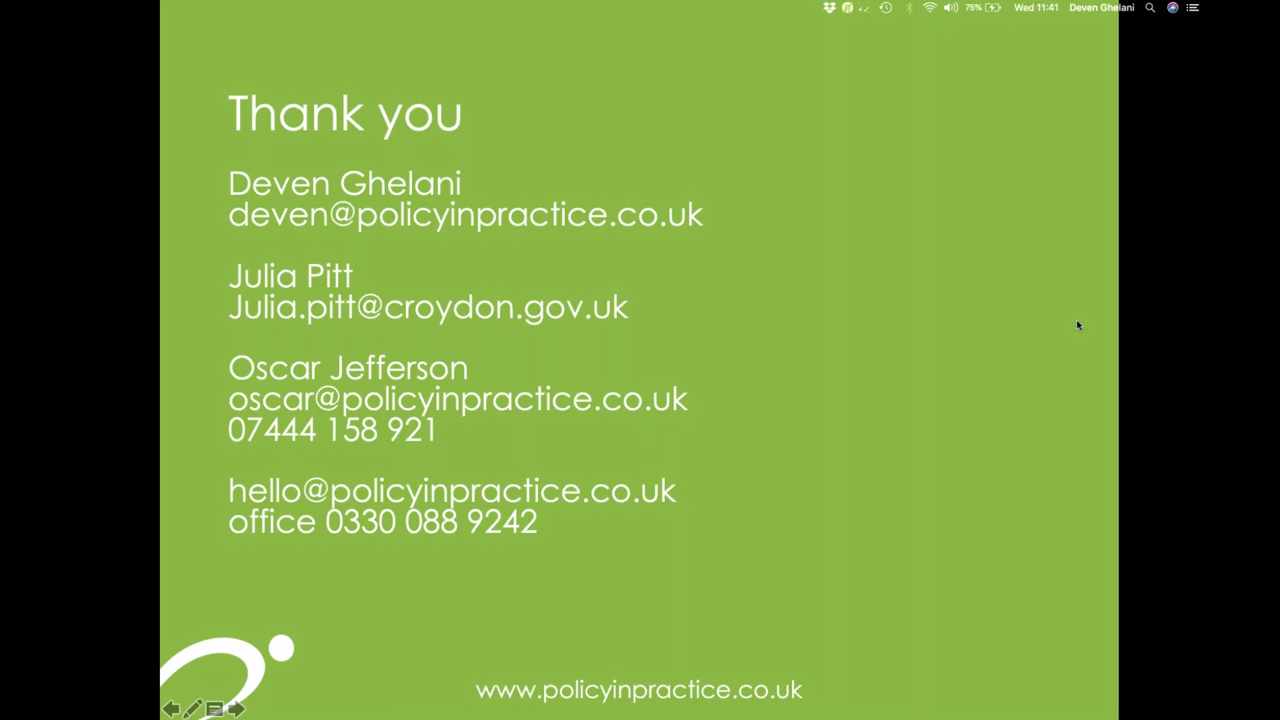 75% Wed 11:41 Deven Ghelani
Thank you
Deven Ghelani
deven@policyinpractice.co.uk
Julia Pitt
Julia.pitt@croydon.gov.uk
Oscar Jefferson
oscar@policyinpractice.co.uk
07444 158 921
hello@policyinpractice.co.uk
office 0330 088 9242
www.policyinpractice.co.uk